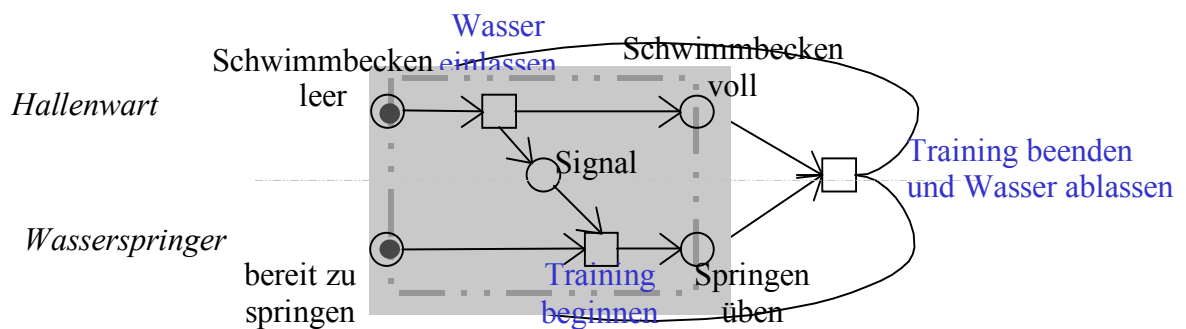 Wasser
einlassen
Schwimmbecken
leer
Schwimmbecken
voll
Hallenwart
Signal
Training beenden
und Wasser ablassen
Wasserspringer
bereit zu
springen
Training
beginnen
Springen
üben